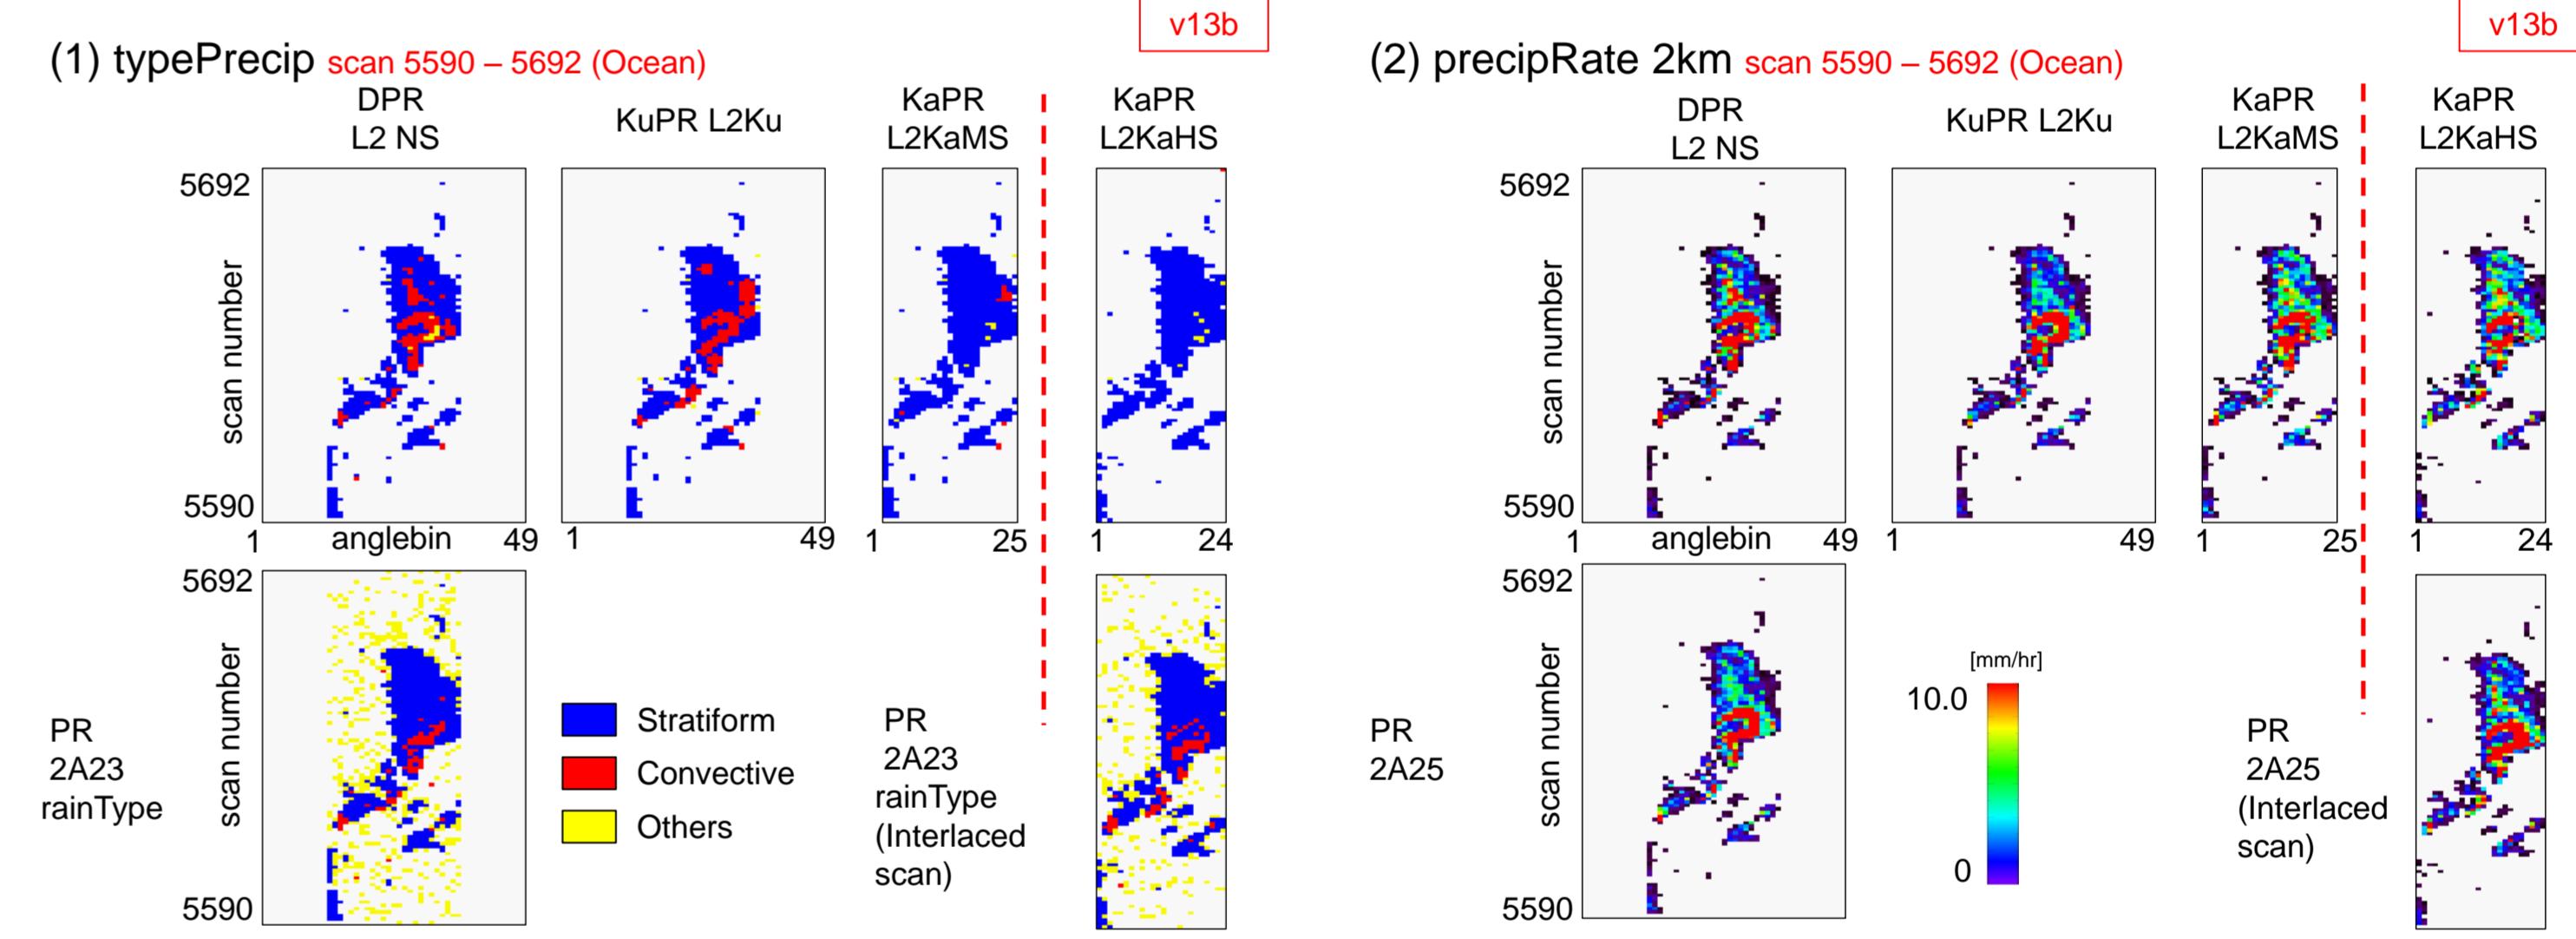 v13b
(1) typePrecip scan 5590 – 5692 (Ocean)
DPR
L2 NS
KuPR L2Ku
KaPR
L2KaMS
KaPR
L2KaHS
5692
scan number
5590
1
anglebin
49
1
49
1
25
1
24
5692
scan number
5590
PR
2A23
rainType
Stratiform
Convective
Others
PR
2A23
rainType
(Interlaced
scan)
v13b
(2) precipRate 2km scan 5590 – 5692 (Ocean)
DPR
L2 NS
KuPR L2Ku
KaPR
L2KaMS
KaPR
L2KaHS
5692
scan number
5590
1
anglebin
49
1
49
1
25
1
24
5692
scan number
5590
PR
2A25
[mm/hr]
10.0
0
PR
2A25
(Interlaced
scan)